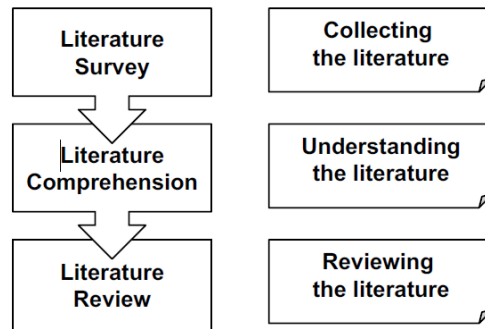 Literature
Survey
Collecting
the literature
Literature
Comprehension
Understanding
the literature
Literature
Review
Reviewing
the literature